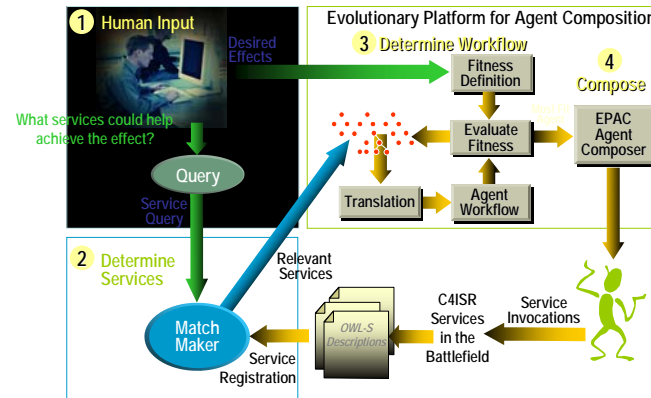 Evolutionary Platform for Agent Composition
1 Human Input
Desired
Effects
3 Determine Workflow
4
Compose
Fitness
Definition
What services could help
achieve the effect?
Evaluate
Fitness
EPAC
Agent
Composer
Query
Translation
Agent
Workflow
Service
Query
2 Determine
Services
Relevant
Services
Match
Maker
Service
Registration
OWL-S
Descriptions
C4ISR
Services
in the
Battlefield
Service
Invocations